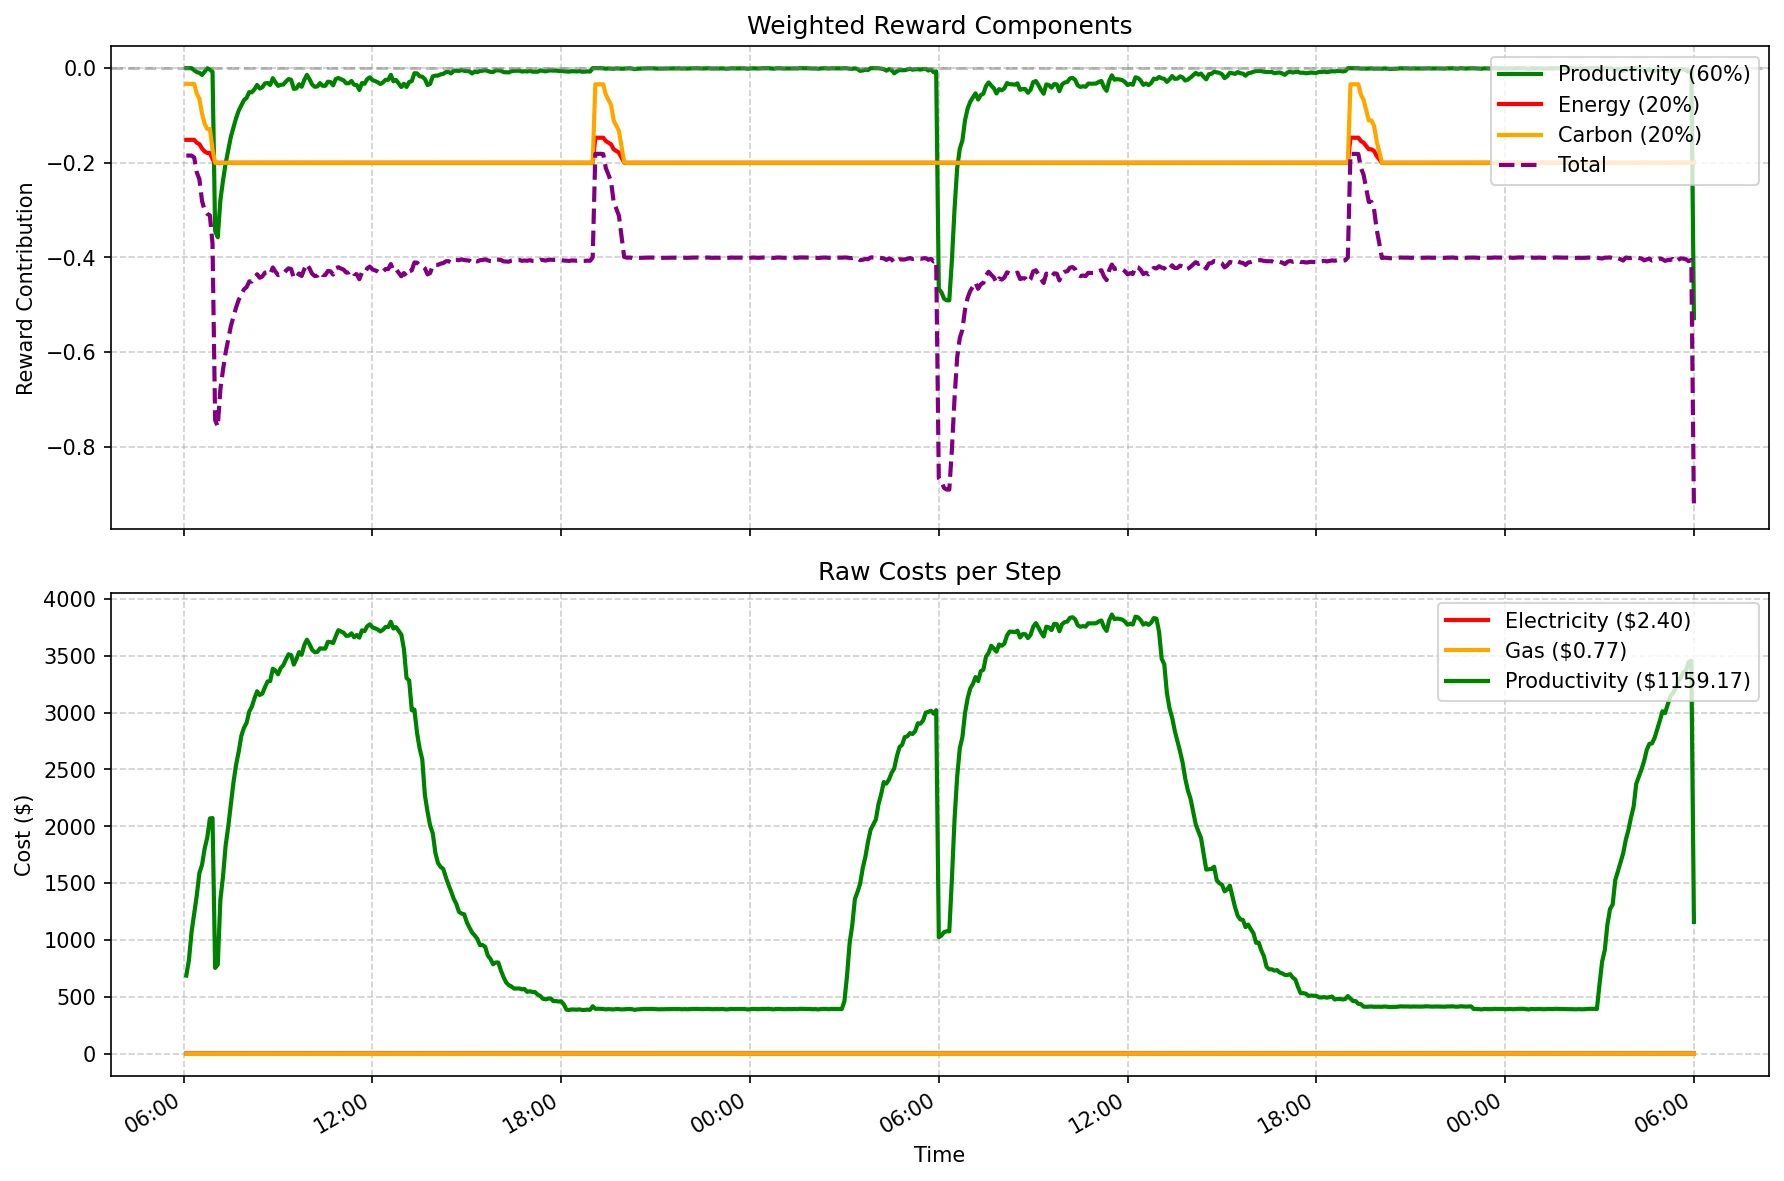 Weighted Reward Components
0.0
−0.2
−0.4
−0.6
−0.8
Reward Contribution
Productivity (60%)
Energy (20%)
Carbon (20%)
Total
Raw Costs per Step
4000
3500
3000
2500
2000
1500
1000
500
0
Cost ($)
Electricity ($2.40)
Gas ($0.77)
Productivity ($1159.17)
06:00 12:00 18:00 00:00 06:00 12:00 18:00 00:00 06:00
Time